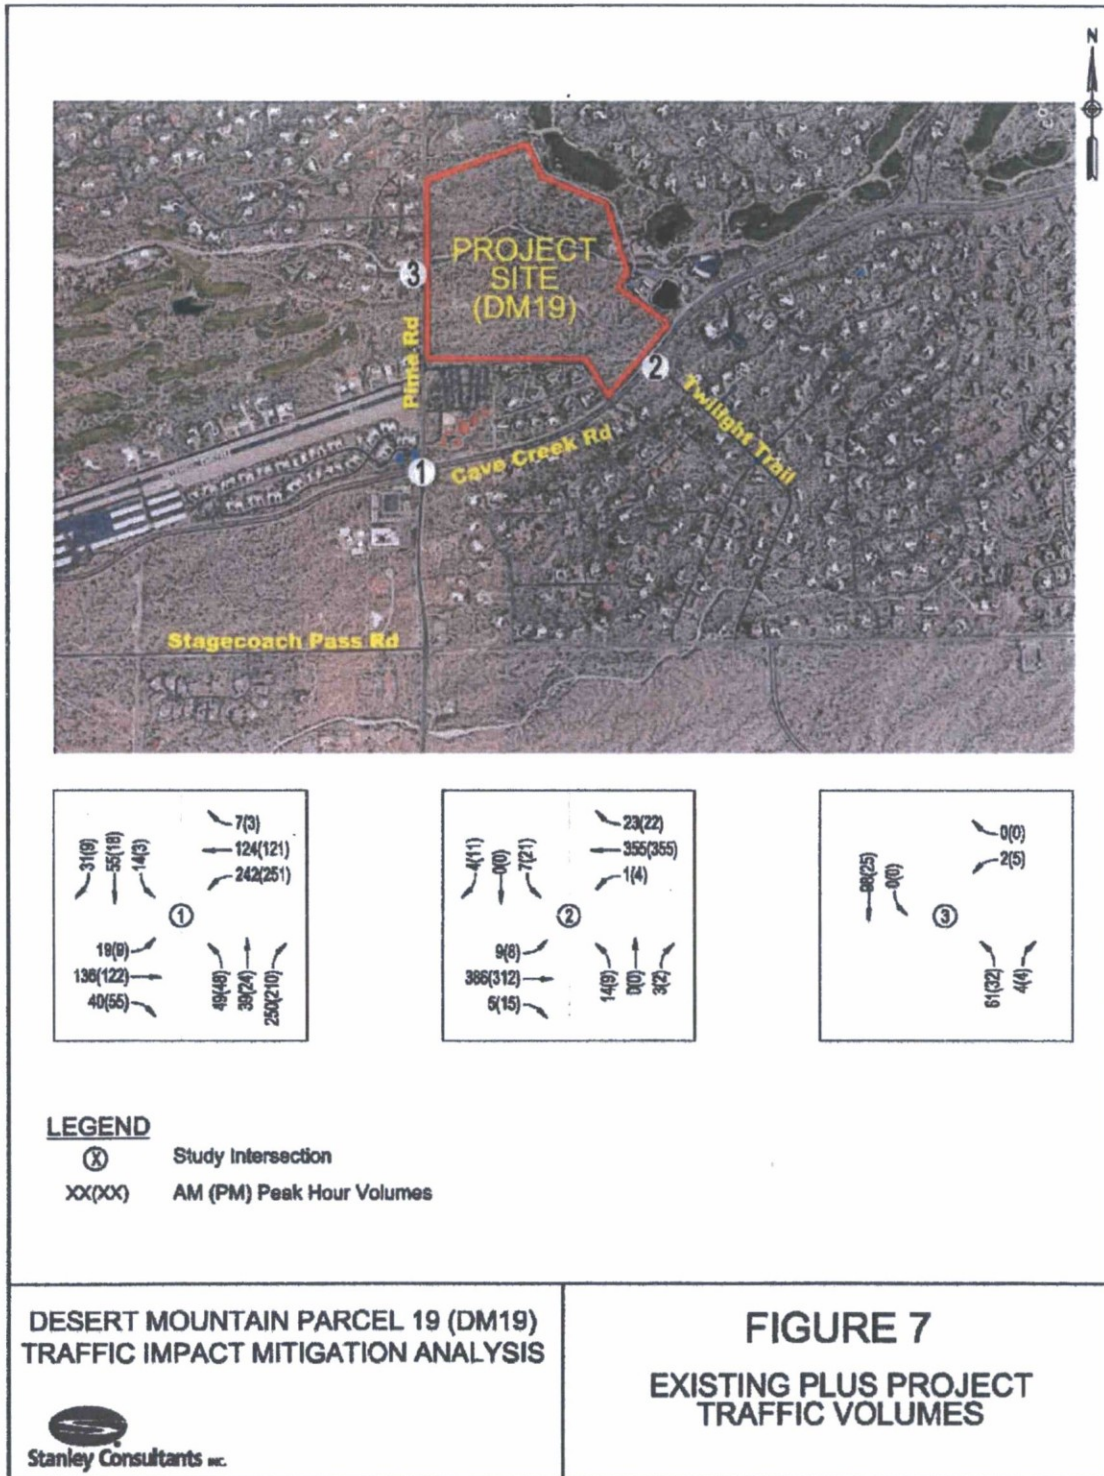 N
PROJECT
SITE
(DM19)
3
Pima Rd
2
Twilight Trail
Cave Creek Rd
1
Stagecoach Pass Rd
31(9)
55(18)
14(3)
7(3)
124(121)
242(251)
1
19(9)
136(122)
40(55)
49(48)
39(24)
250(210)
4(11)
0(0)
7(21)
23(22)
355(355)
1(4)
2
9(8)
386(312)
5(15)
14(9)
0(0)
3(2)
98(25)
0(0)
0(0)
2(5)
3
61(32)
4(4)
LEGEND
X Study Intersection
XX(XX) AM (PM) Peak Hour Volumes
DESERT MOUNTAIN PARCEL 19 (DM19)
TRAFFIC IMPACT MITIGATION ANALYSIS
Stanley Consultants INC.
FIGURE 7
EXISTING PLUS PROJECT
TRAFFIC VOLUMES